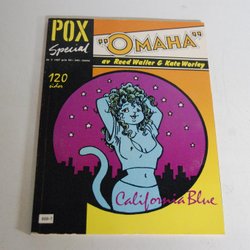 POX
Special
"OMAHA"
av Reed Waller & Kate Worley
120
sidor
California Blue